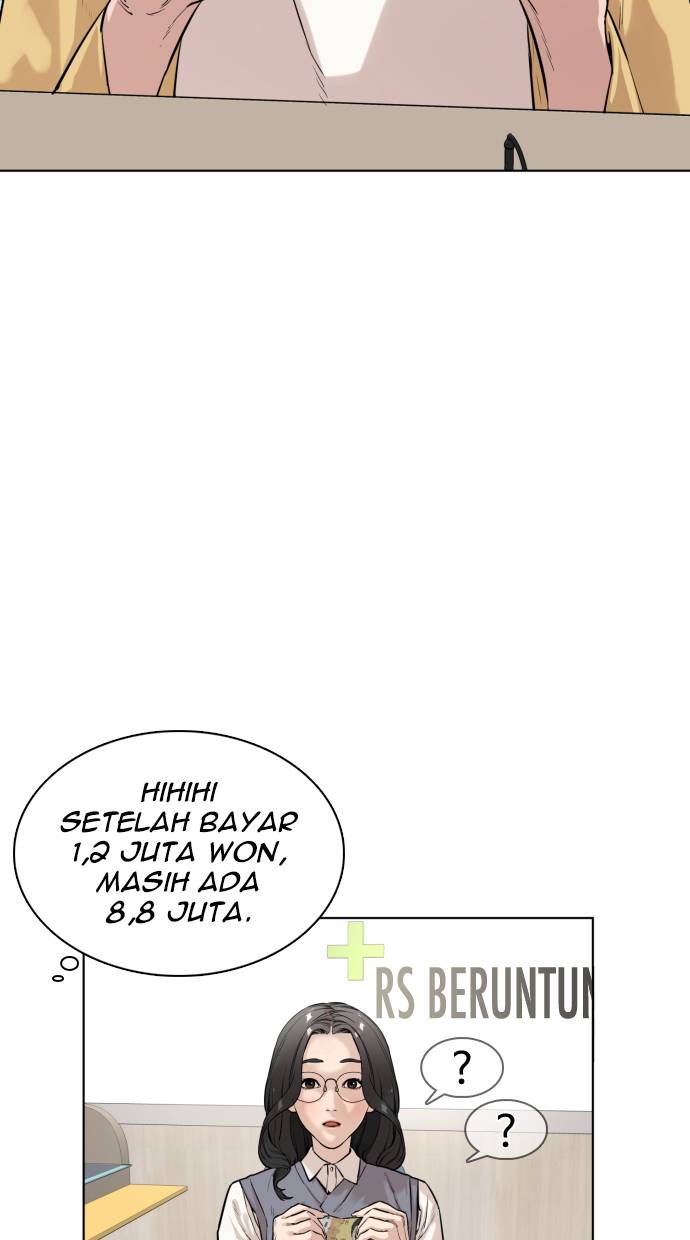 HIHIHI
SETELAH BAYAR
1,2 JUTA WON,
MASIH ADA
8,8 JUTA.
RS BERUNTUN
?
?